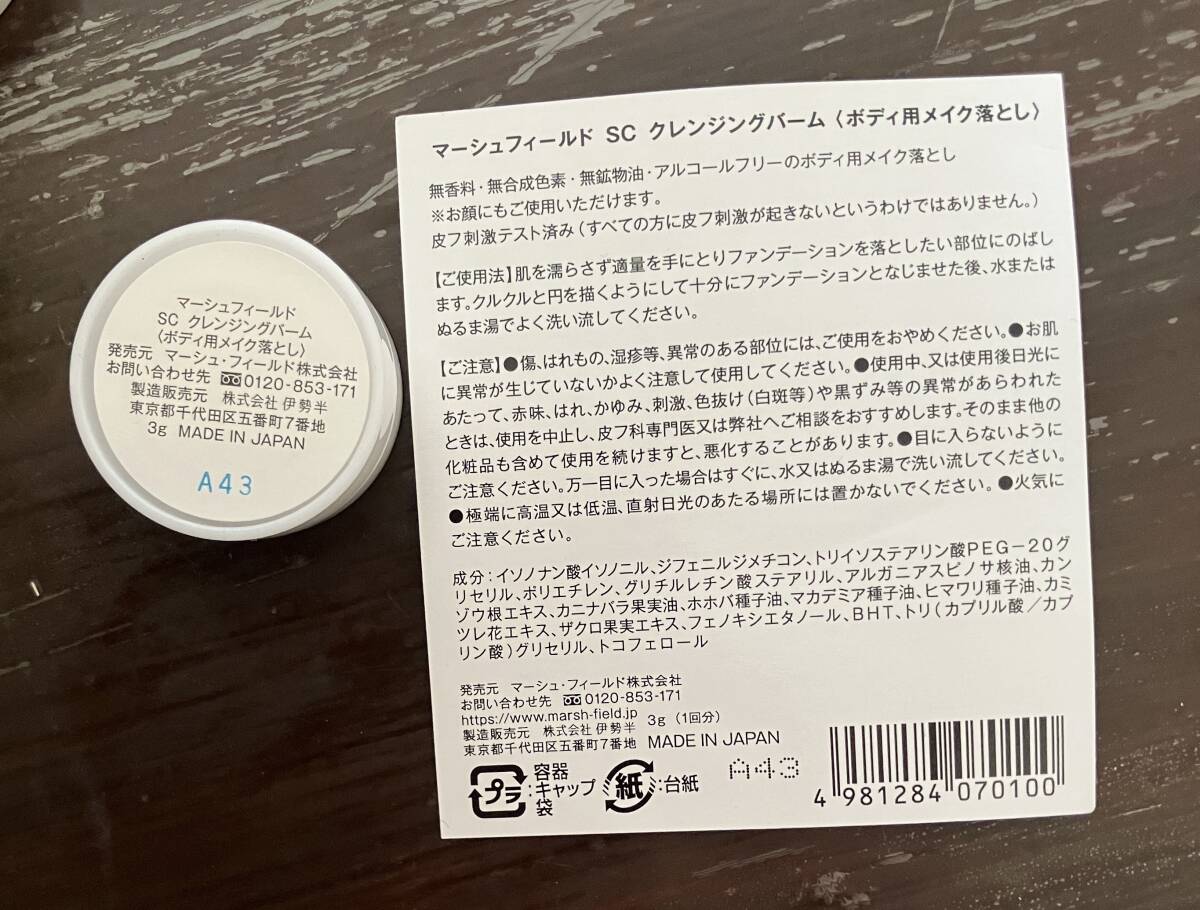 マーシュフィールド
SC クレンジングバーム
〈ボディ用メイク落とし〉
発売元 マーシュ・フィールド株式会社
お問い合わせ先 0120-853-171
製造販売元 株式会社 伊勢半
東京都千代田区五番町7番地
3g MADE IN JAPAN
A43
マーシュフィールド SC クレンジングバーム〈ボディ用メイク落とし〉
無香料・無合成色素・無鉱物油・アルコールフリーのボディ用メイク落とし
※お顔にもご使用いただけます。
皮フ刺激テスト済み(すべての方に皮フ刺激が起きないというわけではありません。)
【ご使用法】肌を濡らさず適量を手にとりファンデーションを落としたい部位にのばし
ます。クルクルと円を描くようにして十分にファンデーションとなじませた後、水または
ぬるま湯でよく洗い流してください。
【ご注意】●傷、はれもの、湿疹等、異常のある部位には、ご使用をおやめください。●お肌
に異常が生じていないかよく注意して使用してください。●使用中、又は使用後日光に
あたって、赤味、はれ、かゆみ、刺激、色抜け(白斑等)や黒ずみ等の異常があらわれた
ときは、使用を中止し、皮フ科専門医又は弊社へご相談をおすすめします。そのまま他の
化粧品も含めて使用を続けますと、悪化することがあります。●目に入らないように
ご注意ください。万一目に入った場合はすぐに、水又はぬるま湯で洗い流してください。
●極端に高温又は低温、直射日光のあたる場所には置かないでください。●火気に
ご注意ください。
成分:イソノナン酸イソノニル、ジフェニルジメチコン、トリイソステアリン酸PEG-20グ
リセリル、ポリエチレン、グリチルレチン酸ステアリル、アルガニアスピノサ核油、カン
ゾウ根エキス、カニナバラ果実油、ホホバ種子油、マカデミア種子油、ヒマワリ種子油、カミ
ツレ花エキス、ザクロ果実エキス、フェノキシエタノール、BHT、トリ(カプリル酸/カプ
リン酸)グリセリル、トコフェロール
発売元 マーシュ・フィールド株式会社
お問い合わせ先 0120-853-171
https://www.marsh-field.jp 3g(1回分)
製造販売元 株式会社 伊勢半
東京都千代田区五番町7番地 MADE IN JAPAN
プラ:容器
キャップ
袋
紙:台紙
A43
4 981284 070100